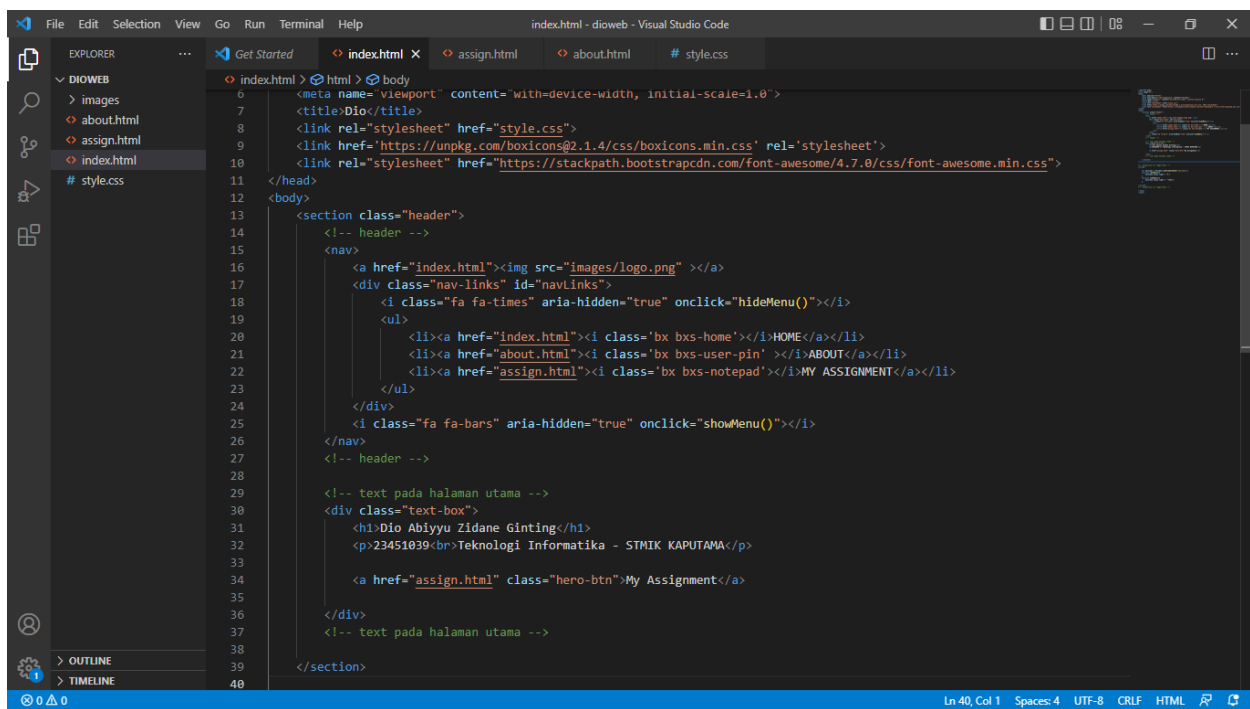 File Edit Selection View Go Run Terminal Help
index.html - dioweb - Visual Studio Code
EXPLORER
Get Started
index.html
assign.html
about.html
# style.css
DIOWEB
images
about.html
assign.html
index.html
# style.css
index.html > html > body
6 <meta name="viewport" content="with=device-width, initial-scale=1.0">
7 <title>Dio</title>
8 <link rel="stylesheet" href="style.css">
9 <link href='https://unpkg.com/boxicons@2.1.4/css/boxicons.min.css' rel='stylesheet'>
10 <link rel="stylesheet" href="https://stackpath.bootstrapcdn.com/font-awesome/4.7.0/css/font-awesome.min.css">
11 </head>
12 <body>
13 <section class="header">
14 <!-- header -->
15 <nav>
16 <a href="index.html"><img src="images/logo.png" ></a>
17 <div class="nav-links" id="navLinks">
18 <i class="fa fa-times" aria-hidden="true" onclick="hideMenu()"></i>
19 <ul>
20 <li><a href="index.html"><i class='bx bxs-home'></i>HOME</a></li>
21 <li><a href="about.html"><i class='bx bxs-user-pin' ></i>ABOUT</a></li>
22 <li><a href="assign.html"><i class='bx bxs-notepad'></i>MY ASSIGNMENT</a></li>
23 </ul>
24 </div>
25 <i class="fa fa-bars" aria-hidden="true" onclick="showMenu()"></i>
26 </nav>
27 <!-- header -->
28
29 <!-- text pada halaman utama -->
30 <div class="text-box">
31 <h1>Dio Abiyyu Zidane Ginting</h1>
32 <p>23451039<br>Teknologi Informatika - STMIK KAPUTAMA</p>
33
34 <a href="assign.html" class="hero-btn">My Assignment</a>
35
36 </div>
37 <!-- text pada halaman utama -->
38
39 </section>
40
OUTLINE
TIMELINE
1
0 0
Ln 40, Col 1 Spaces: 4 UTF-8 CRLF HTML